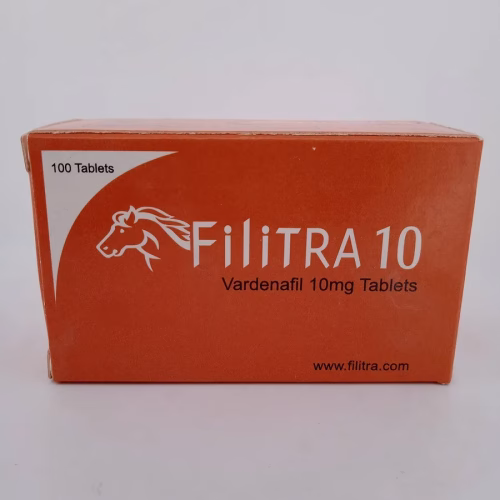 100 Tablets
FiLiTRA 10
Vardenafil 10mg Tablets
www.filitra.com